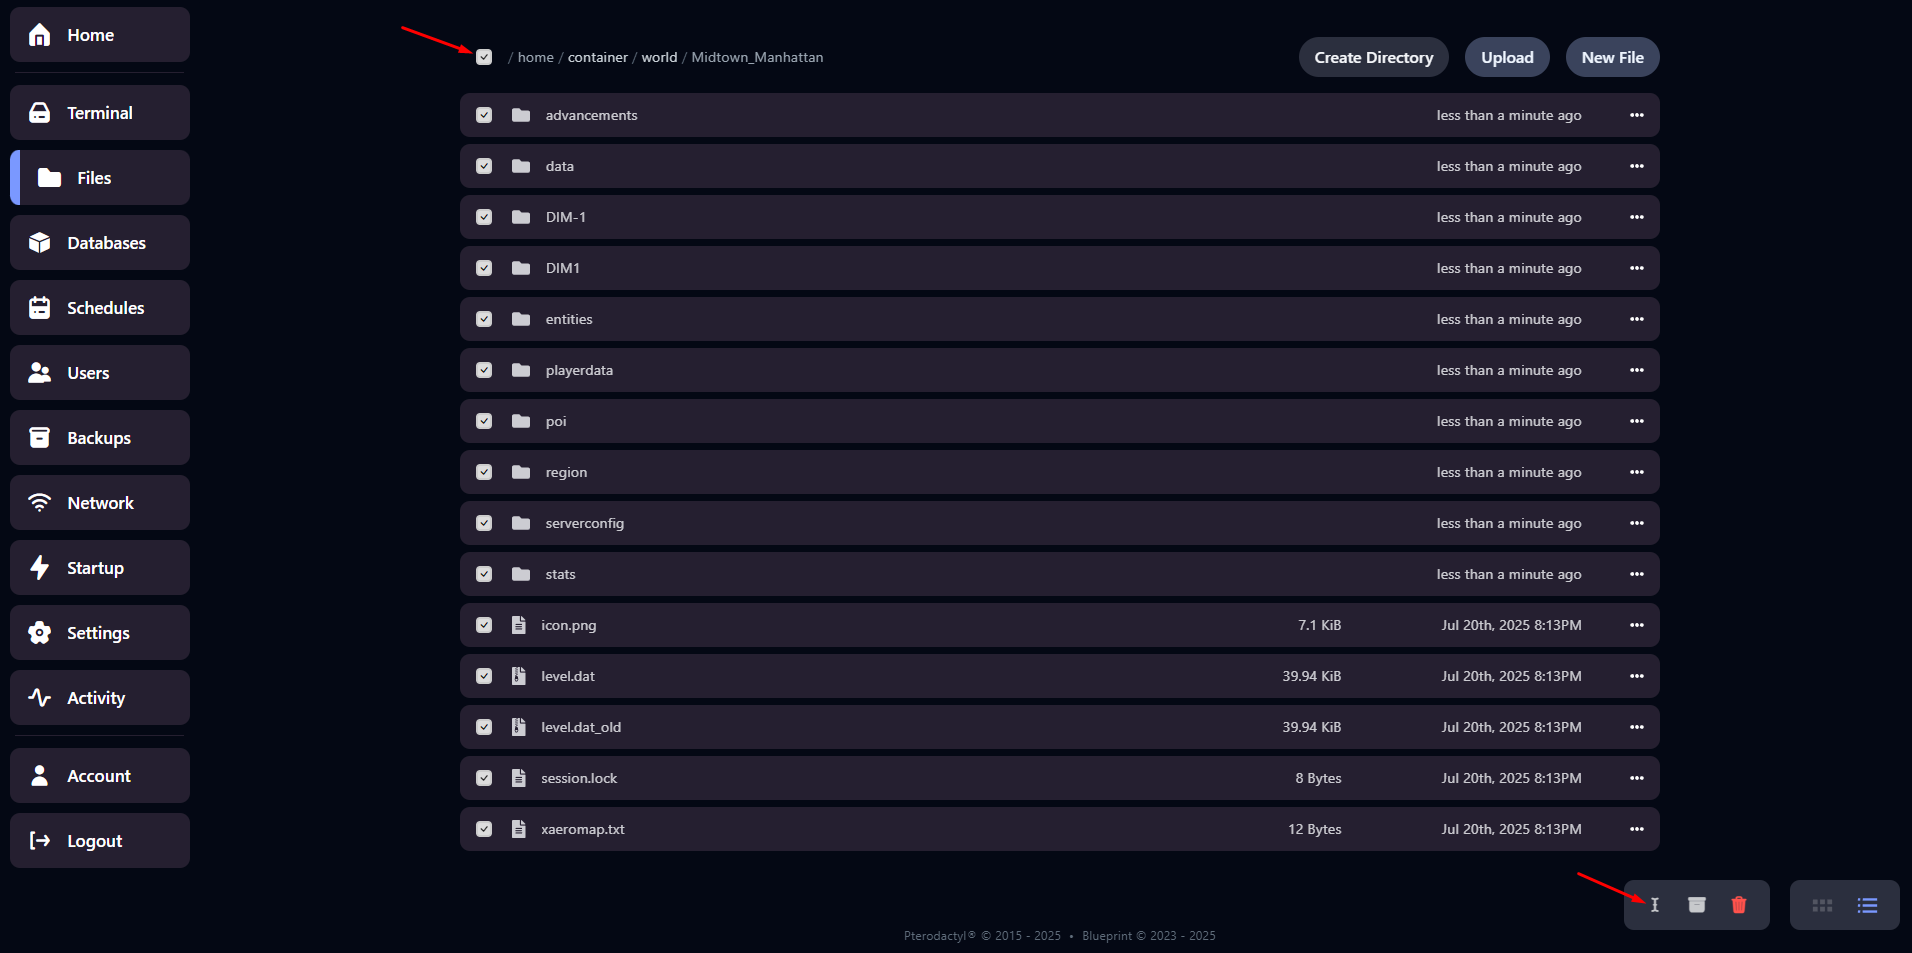 Home
Terminal
Files
Databases
Schedules
Users
Backups
Network
Startup
Settings
Activity
Account
Logout
/ home / container / world / Midtown_Manhattan
Create Directory
Upload
New File
advancements less than a minute ago
data less than a minute ago
DIM-1 less than a minute ago
DIM1 less than a minute ago
entities less than a minute ago
playerdata less than a minute ago
poi less than a minute ago
region less than a minute ago
serverconfig less than a minute ago
stats less than a minute ago
icon.png 7.1 KiB Jul 20th, 2025 8:13PM
level.dat 39.94 KiB Jul 20th, 2025 8:13PM
level.dat_old 39.94 KiB Jul 20th, 2025 8:13PM
session.lock 8 Bytes Jul 20th, 2025 8:13PM
xaeromap.txt 12 Bytes Jul 20th, 2025 8:13PM
Pterodactyl® © 2015 - 2025 • Blueprint © 2023 - 2025